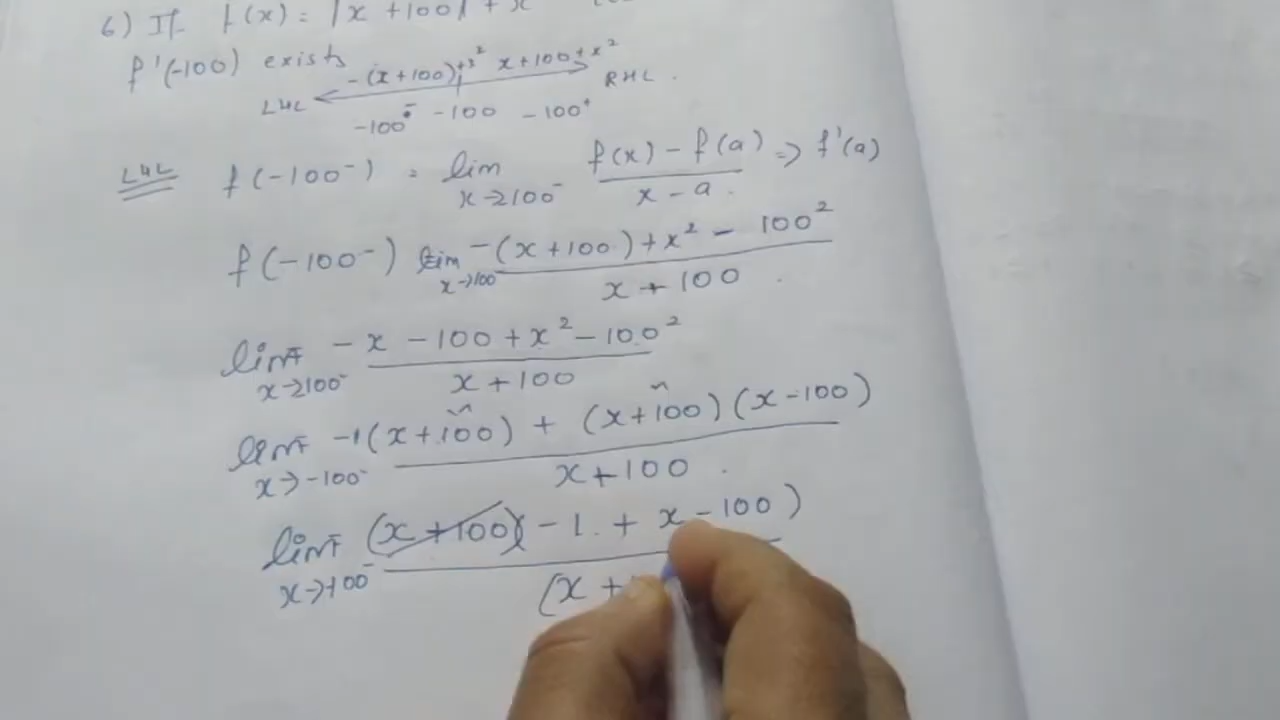 6) If f(x) = |x +100| + x
f'(-100) exists
-(x+100)+x² x+100+x²
LHL RHL .
-100⁻ -100 -100⁺
LHL f(-100⁻) = lim x→100⁻ f(x) - f(a) / x - a. => f'(a)
f(-100⁻) lim x→100 -(x+100)+x² - 100² / x + 100 .
lim x→100⁻ -x -100 +x² -100² / x+100
lim x→-100⁻ -1(x+100) + (x+100)(x-100) / x+100 .
lim x→-100⁻ (x+100)(-1. + x-100) / (x +